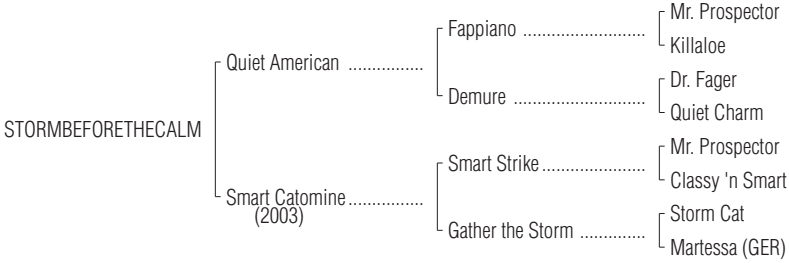 Mr. Prospector
Fappiano ..........................
Killaloe
Quiet American ................
Dr. Fager
Demure ............................
Quiet Charm
STORMBEFORETHECALM
Mr. Prospector
Smart Strike......................
Classy 'n Smart
Smart Catomine................
(2003)
Storm Cat
Gather the Storm ..............
Martessa (GER)